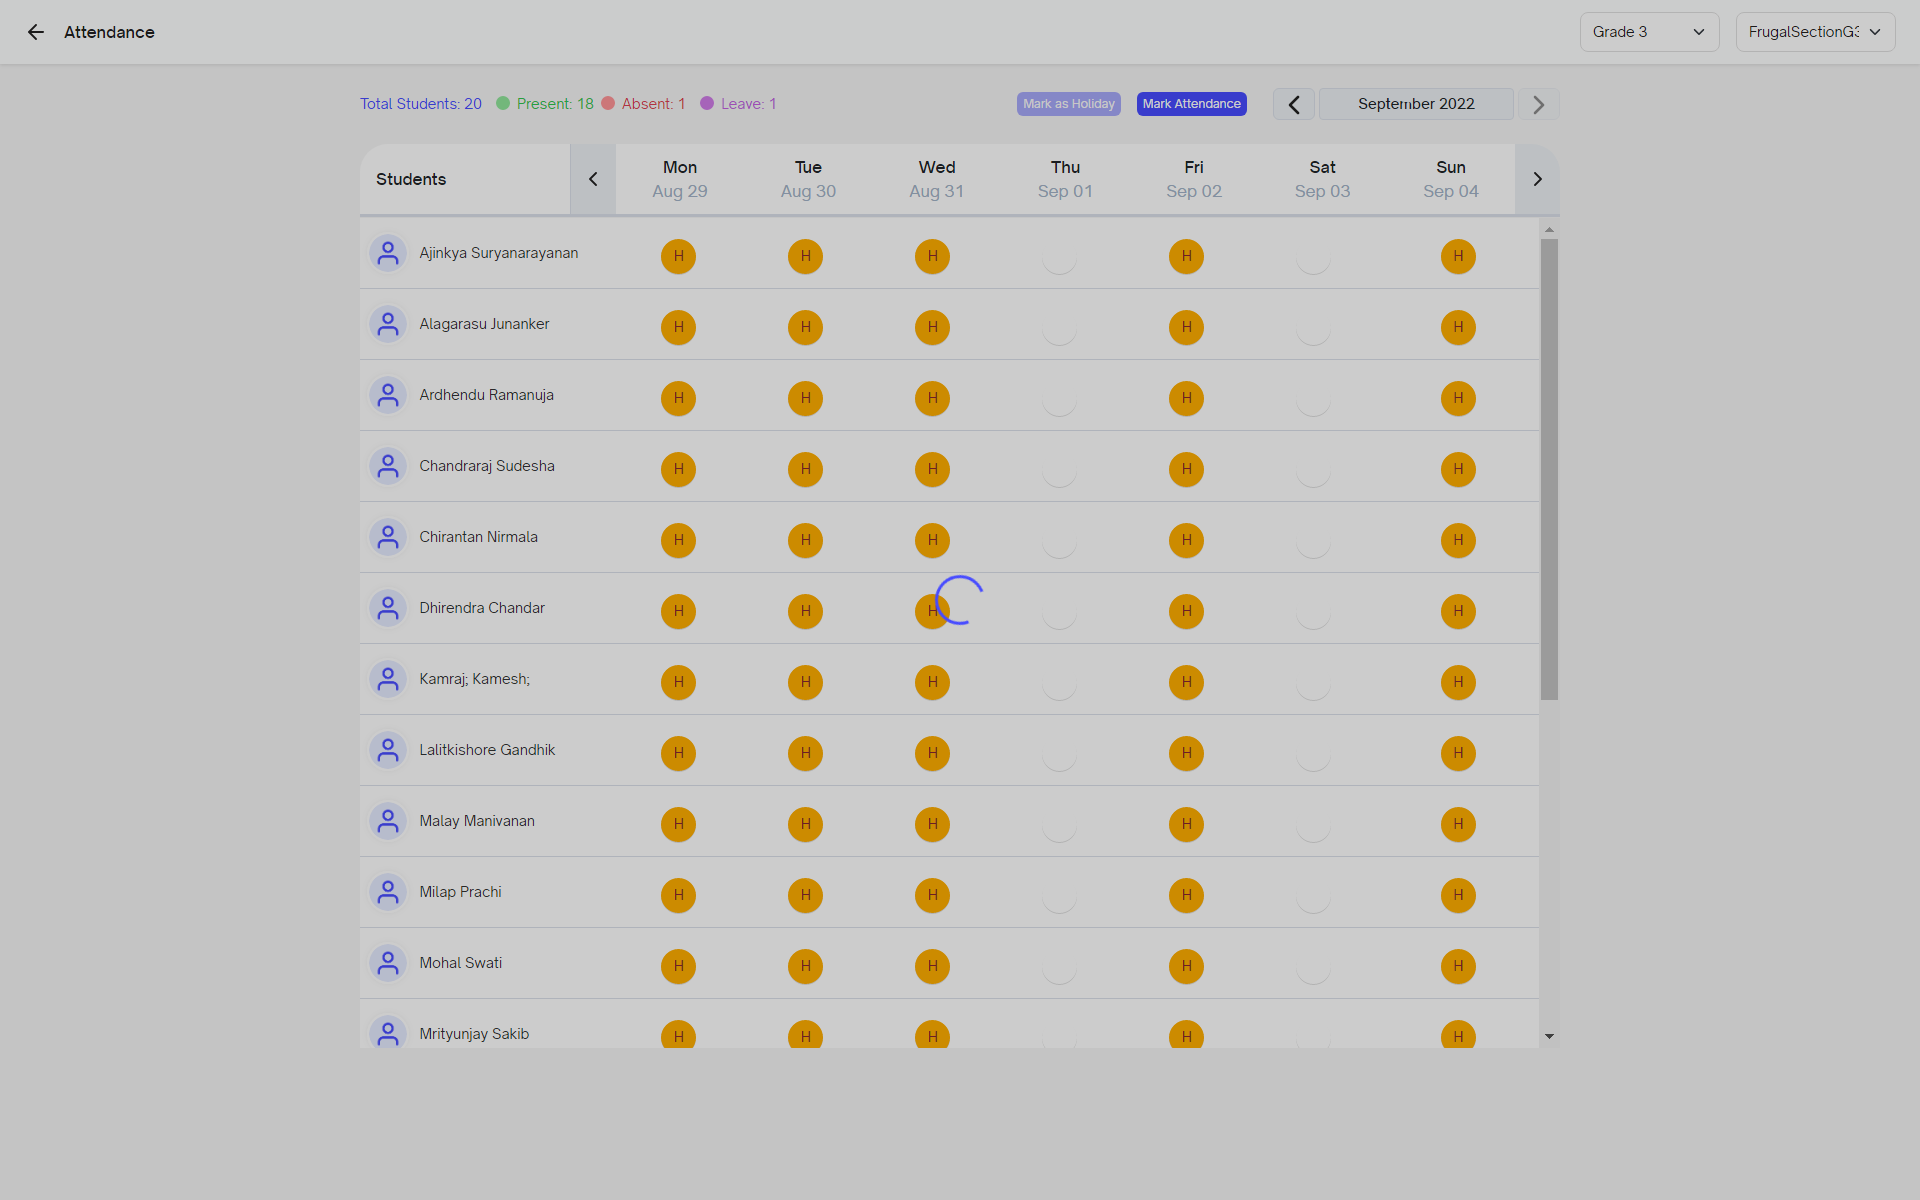 Attendance
Grade 3
FrugalSectionG3
Total Students: 20 Present: 18 Absent: 1 Leave: 1
Mark as Holiday
Mark Attendance
September 2022
Students Mon Tue Wed Thu Fri Sat Sun
Aug 29 Aug 30 Aug 31 Sep 01 Sep 02 Sep 03 Sep 04
Ajinkya Suryanarayanan H H H H H
Alagarasu Junanker H H H H H
Ardhendu Ramanuja H H H H H
Chandraraj Sudesha H H H H H
Chirantan Nirmala H H H H H
Dhirendra Chandar H H H H H
Kamraj; Kamesh; H H H H H
Lalitkishore Gandhik H H H H H
Malay Manivanan H H H H H
Milap Prachi H H H H H
Mohal Swati H H H H H
Mrityunjay Sakib H H H H H